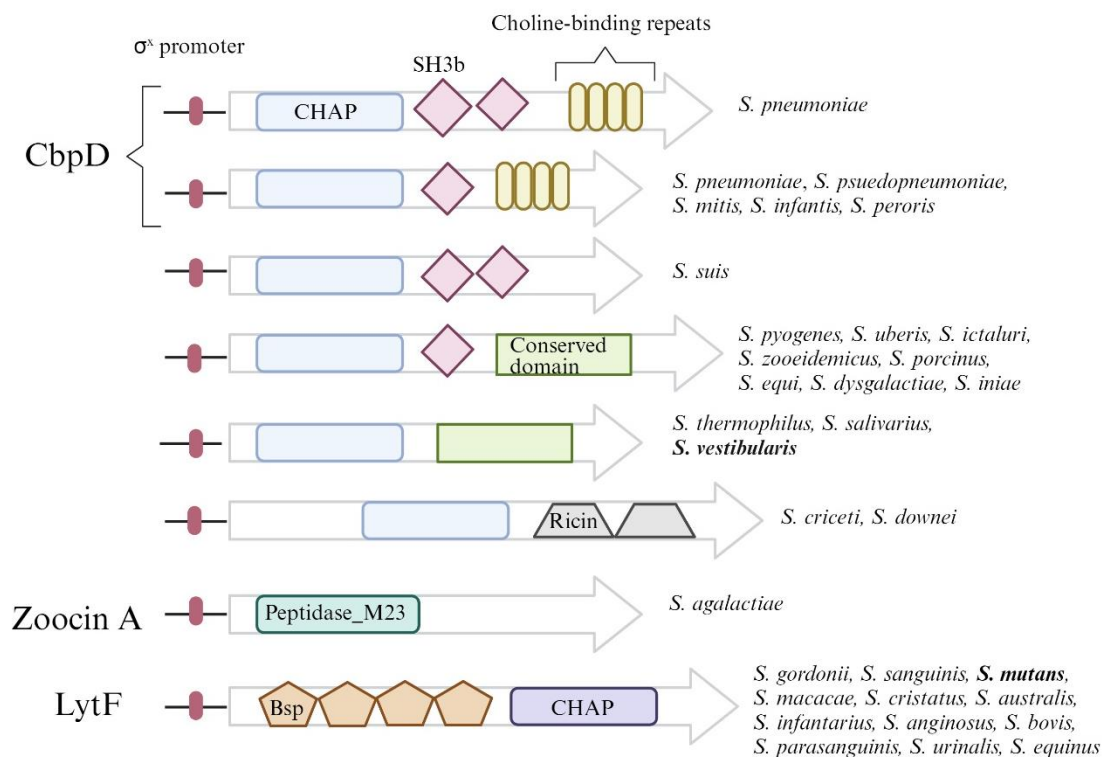 Choline-binding repeats
σˣ promoter
SH3b
CHAP
S. pneumoniae
CbpD
S. pneumoniae, S. psuedopneumoniae,
S. mitis, S. infantis, S. peroris
S. suis
Conserved
domain
S. pyogenes, S. uberis, S. ictaluri,
S. zooeidemicus, S. porcinus,
S. equi, S. dysgalactiae, S. iniae
S. thermophilus, S. salivarius,
S. vestibularis
Ricin
S. criceti, S. downei
Zoocin A
Peptidase_M23
S. agalactiae
LytF
Bsp
CHAP
S. gordonii, S. sanguinis, S. mutans,
S. macacae, S. cristatus, S. australis,
S. infantarius, S. anginosus, S. bovis,
S. parasanguinis, S. urinalis, S. equinus